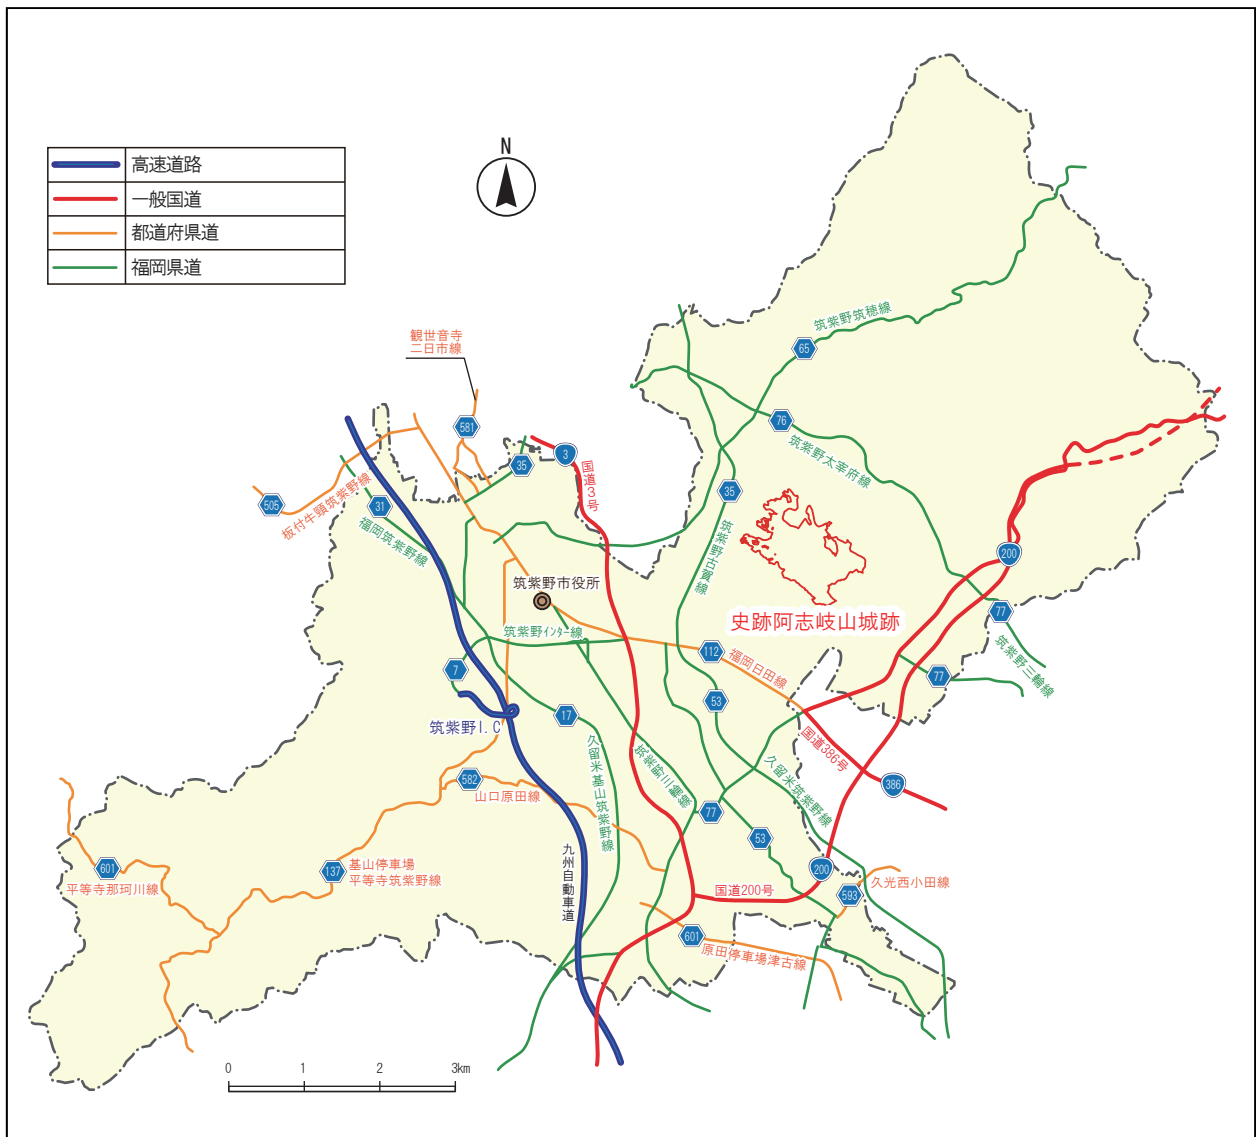 N
高速道路
一般国道
都道府県道
福岡県道
観世音寺
二日市線
筑紫野筑穂線
65
581
76
3
35
国道3号
筑紫野太宰府線
505
板付牛頸筑紫野線
31
福岡筑紫野線
35
筑紫野古賀線
200
筑紫野市役所
史跡阿志岐山城跡
77
筑紫野三輪線
筑紫野インター線
112
福岡日田線
7
77
53
17
筑紫野I.C
国道386号
久留米基山筑紫野線
筑紫野三輪線
久留米筑紫野線
582
山口原田線
386
77
53
601
平等寺那珂川線
137
基山停車場
平等寺筑紫野線
九州自動車道
200
国道200号
593
久光西小田線
601
原田停車場津古線
0
1
2
3km